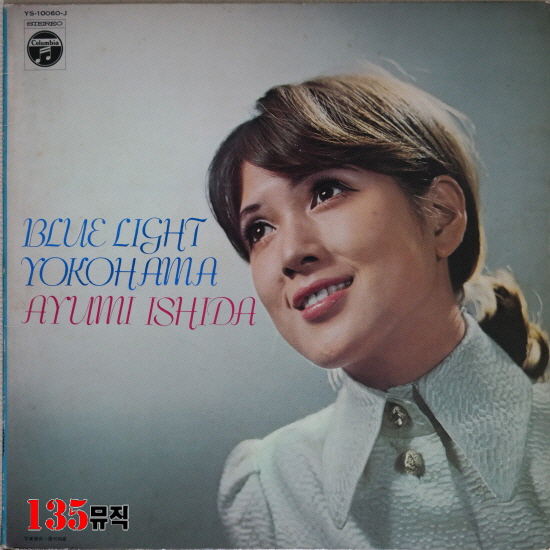 YS-10060-J
STEREO
Columbia
BLUE LIGHT
YOKOHAMA
AYUMI ISHIDA
135뮤직